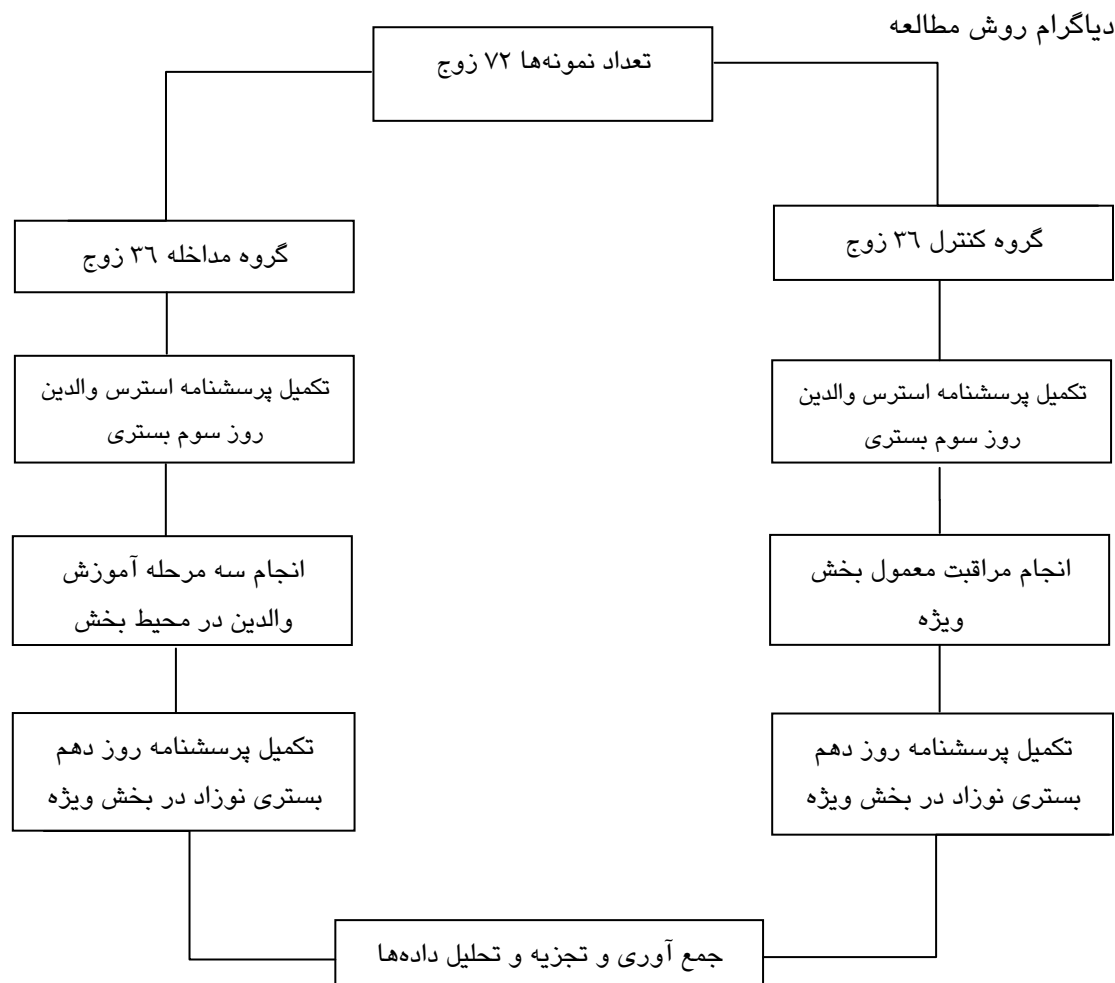 دیاگرام روش مطالعه
تعداد نمونه‌ها ۷۲ زوج
گروه کنترل ۳۶ زوج
گروه مداخله ۳۶ زوج
تکمیل پرسشنامه استرس والدین
روز سوم بستری
تکمیل پرسشنامه استرس والدین
روز سوم بستری
انجام مراقبت معمول بخش
ویژه
انجام سه مرحله آموزش
والدین در محیط بخش
تکمیل پرسشنامه روز دهم
بستری نوزاد در بخش ویژه
تکمیل پرسشنامه روز دهم
بستری نوزاد در بخش ویژه
جمع آوری و تجزیه و تحلیل داده‌ها